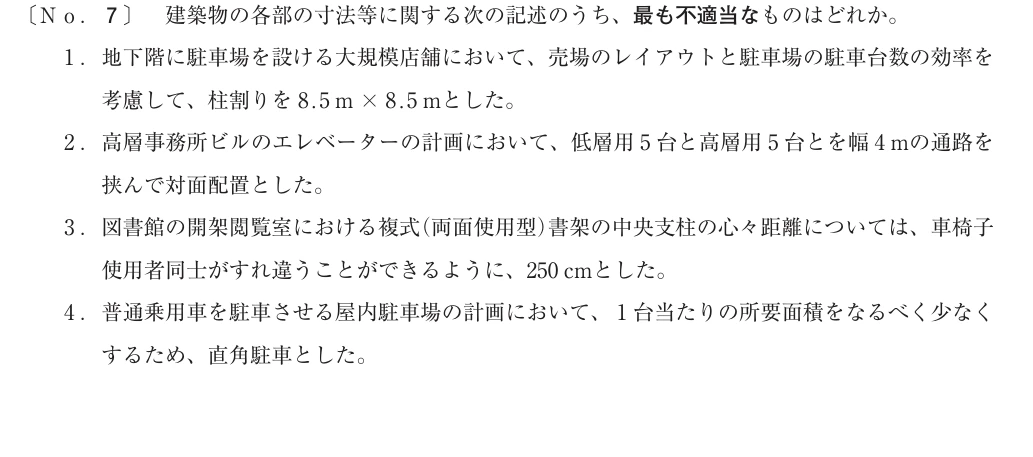 〔Ｎｏ．７〕　建築物の各部の寸法等に関する次の記述のうち、最も不適当なものはどれか。
１．地下階に駐車場を設ける大規模店舗において、売場のレイアウトと駐車場の駐車台数の効率を
考慮して、柱割りを 8.5 m × 8.5 mとした。
２．高層事務所ビルのエレベーターの計画において、低層用５台と高層用５台とを幅４mの通路を
挟んで対面配置とした。
３．図書館の開架閲覧室における複式(両面使用型)書架の中央支柱の心々距離については、車椅子
使用者同士がすれ違うことができるように、250 cmとした。
４．普通乗用車を駐車させる屋内駐車場の計画において、１台当たりの所要面積をなるべく少なく
するため、直角駐車とした。